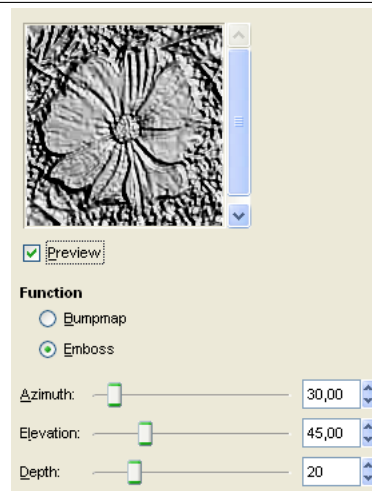 Preview
Function
Bumpmap
Emboss
Azimuth: 30,00
Elevation: 45,00
Depth: 20